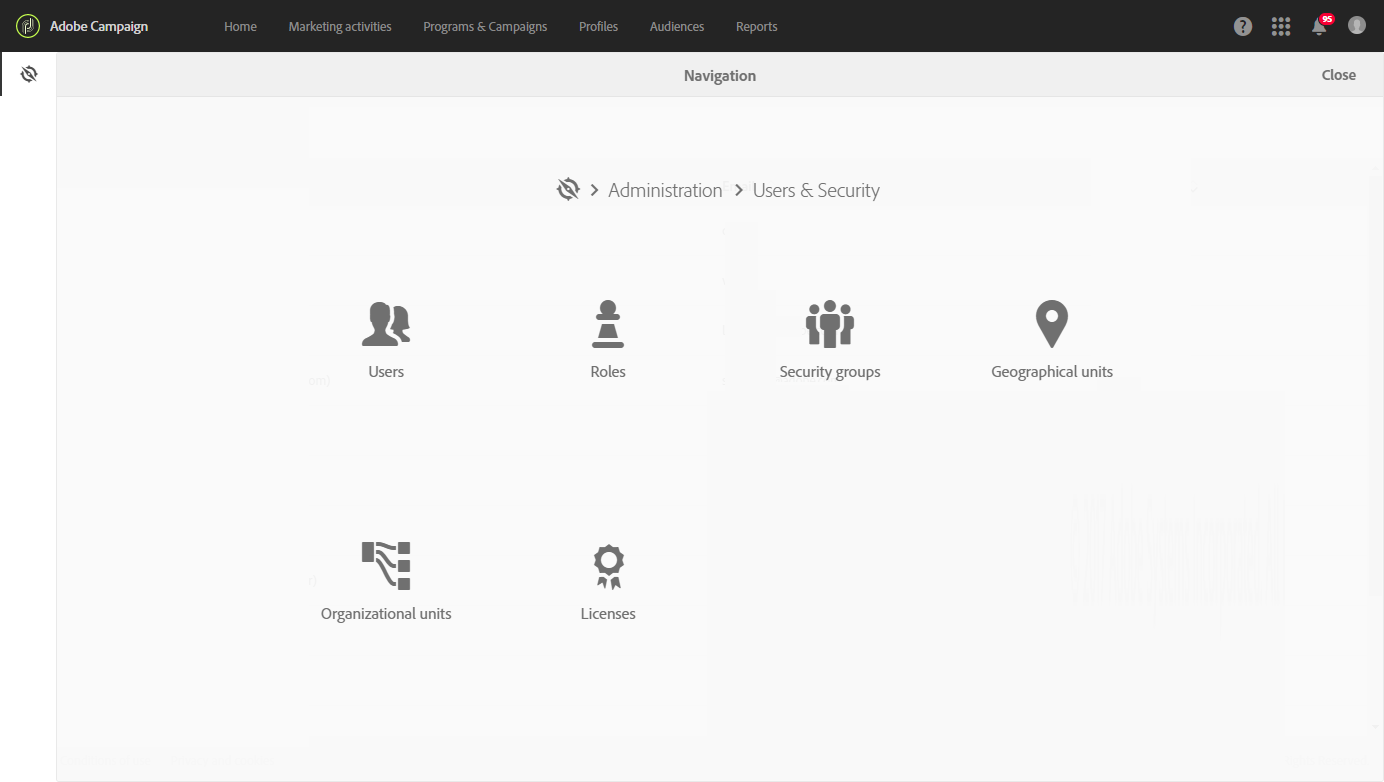 Adobe Campaign Home Marketing activities Programs & Campaigns Profiles Audiences Reports ? 95
Navigation Close
Administration Users & Security
Users Roles Security groups Geographical units
Organizational units Licenses